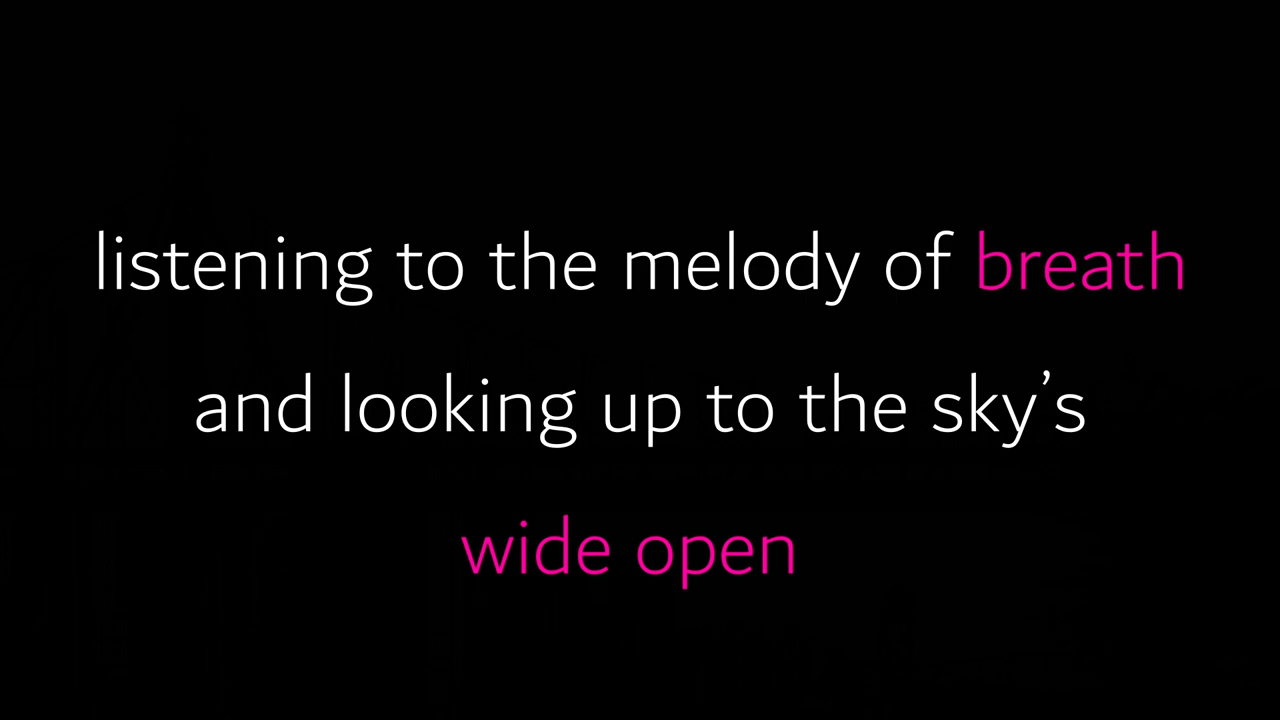 listening to the melody of breath
and looking up to the sky’s
wide open